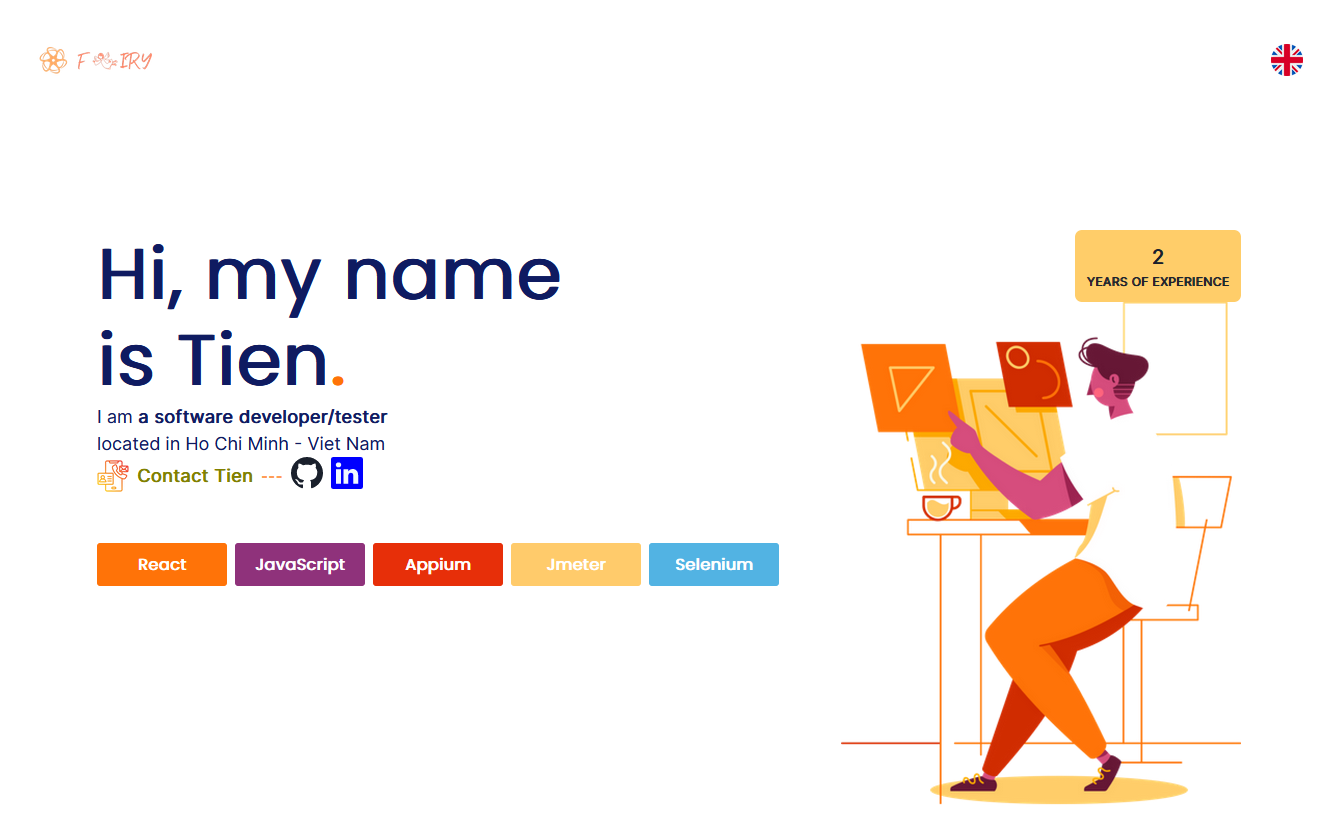 F IRY
Hi, my name
is Tien.
I am a software developer/tester
located in Ho Chi Minh - Viet Nam
Contact Tien ---
in
React JavaScript Appium Jmeter Selenium
2
YEARS OF EXPERIENCE